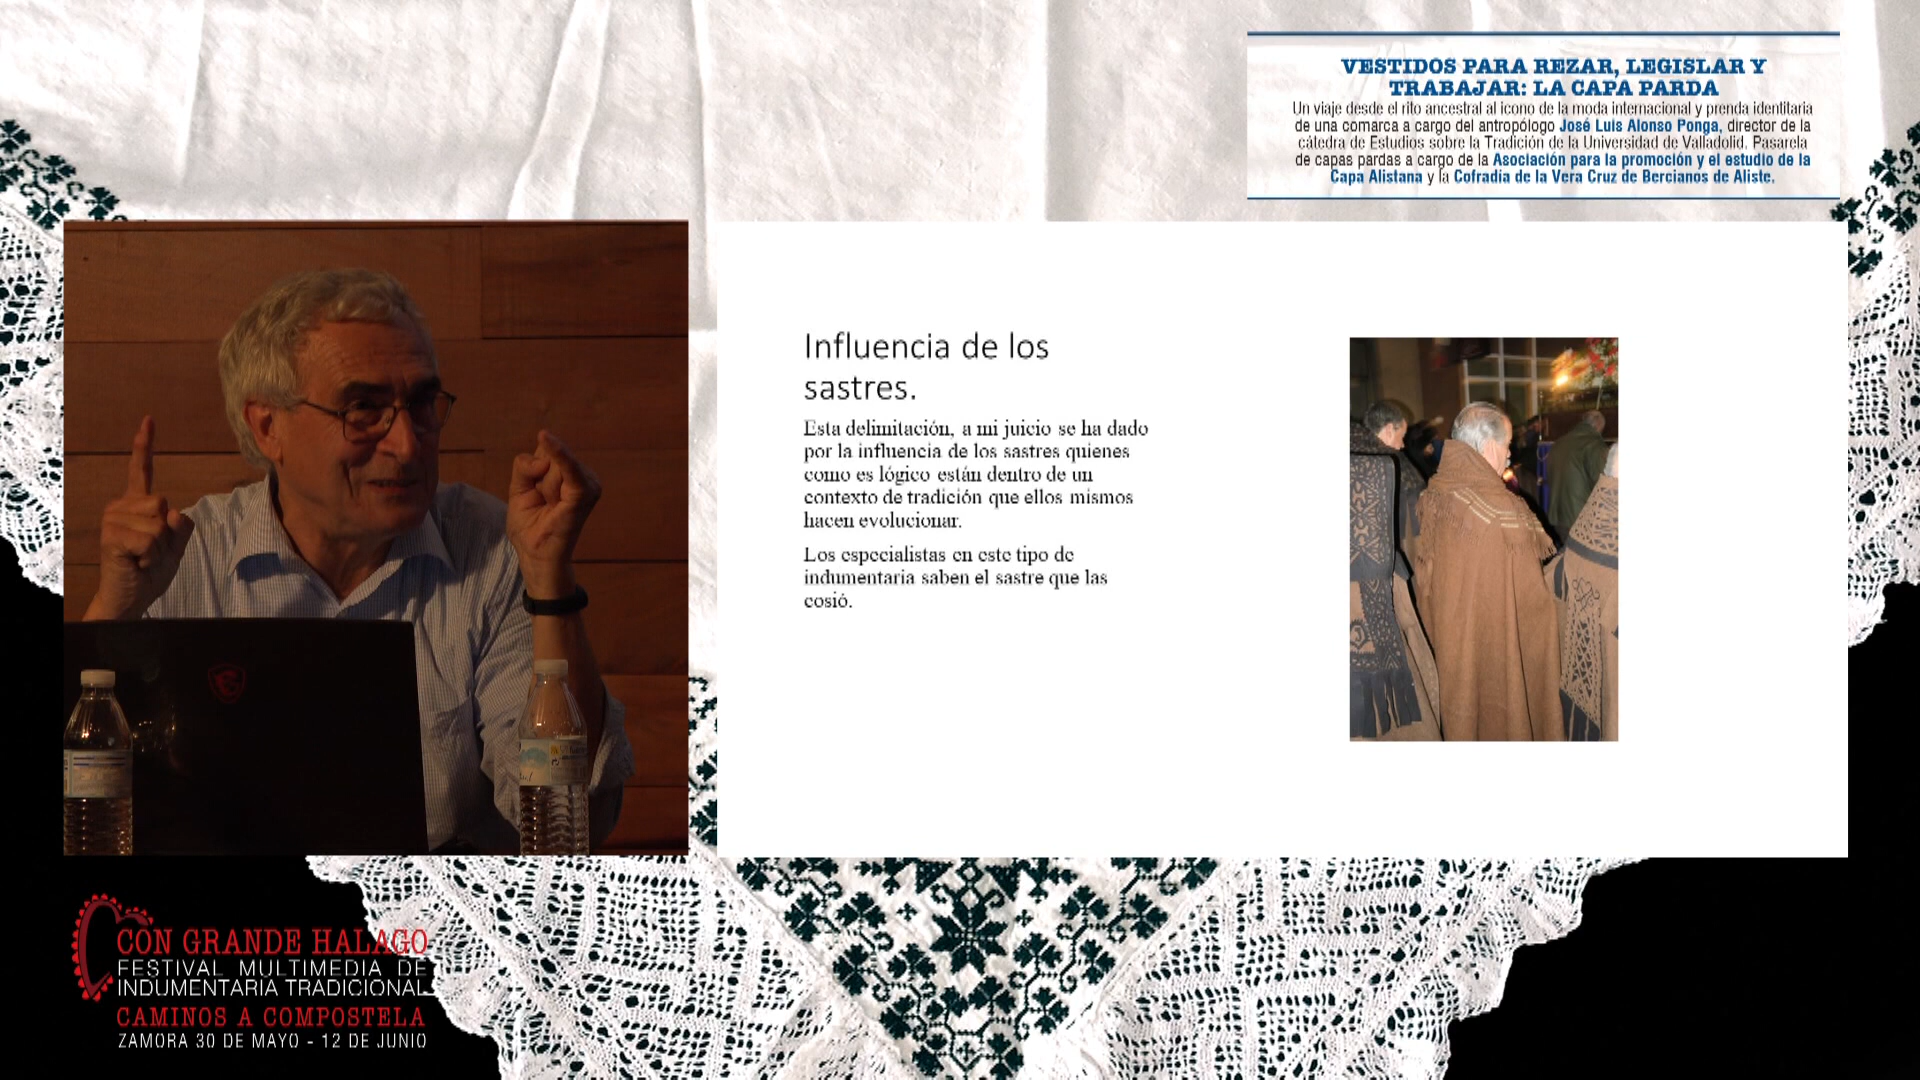 VESTIDOS PARA REZAR, LEGISLAR Y
TRABAJAR: LA CAPA PARDA
Un viaje desde el rito ancestral al icono de la moda internacional y prenda identitaria
de una comarca a cargo del antropólogo José Luis Alonso Ponga, director de la
cátedra de Estudios sobre la Tradición de la Universidad de Valladolid. Pasarela
de capas pardas a cargo de la Asociación para la promoción y el estudio de la
Capa Alistana y la Cofradía de la Vera Cruz de Bercianos de Aliste.
Influencia de los
sastres.
Esta delimitación, a mi juicio se ha dado
por la influencia de los sastres quienes
como es lógico están dentro de un
contexto de tradición que ellos mismos
hacen evolucionar.
Los especialistas en este tipo de
indumentaria saben el sastre que las
cosió.
CON GRANDE HALAGO
FESTIVAL MULTIMEDIA DE
INDUMENTARIA TRADICIONAL
CAMINOS A COMPOSTELA
ZAMORA 30 DE MAYO - 12 DE JUNIO